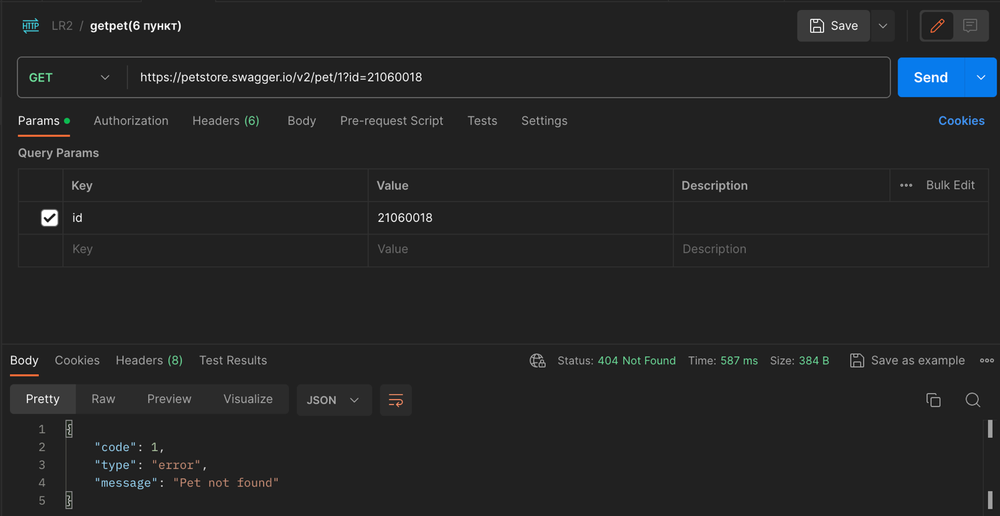 HTTP LR2 / getpet(6 пункт) Save
GET https://petstore.swagger.io/v2/pet/1?id=21060018 Send
Params Authorization Headers (6) Body Pre-request Script Tests Settings Cookies
Query Params
Key Value Description Bulk Edit
id 21060018
Key Value Description
Body Cookies Headers (8) Test Results Status: 404 Not Found Time: 587 ms Size: 384 B Save as example
Pretty Raw Preview Visualize JSON
1 {
2 "code": 1,
3 "type": "error",
4 "message": "Pet not found"
5 }